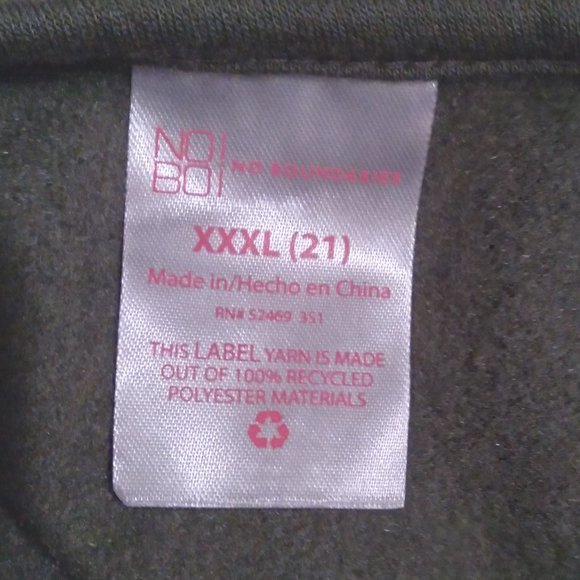 NO
BO
NO BOUNDARIES
XXXL (21)
Made in/Hecho en China
RN# 52469 351
THIS LABEL YARN IS MADE
OUT OF 100% RECYCLED
POLYESTER MATERIALS